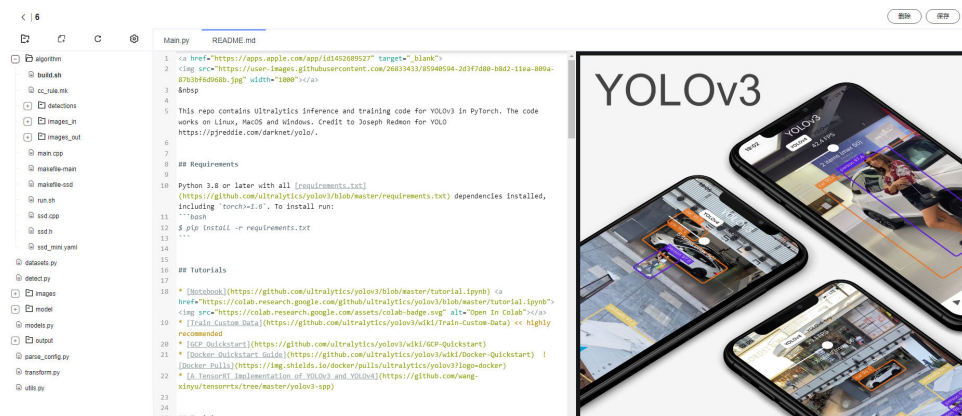 < | 6
删除
保存
algorithm
build.sh
cc_rule.mk
detections
images_in
images_out
main.cpp
makefile-main
makefile-ssd
run.sh
ssd.cpp
ssd.h
ssd_mini.yaml
datasets.py
detect.py
images
model
models.py
output
parse_config.py
transform.py
utils.py
Main.py
README.md
1 <a href="https://apps.apple.com/app/id1452689527" target="_blank">
2 <img src="https://user-images.githubusercontent.com/26833433/85940594-2d3f7d80-b8d2-11ea-809a-
87b3bf6d968b.jpg" width="1000"></a>
3 &nbsp
4
5 This repo contains Ultralytics inference and training code for YOLOv3 in PyTorch. The code
works on Linux, MacOS and Windows. Credit to Joseph Redmon for YOLO
https://pjreddie.com/darknet/yolo/.
6
7
8 ## Requirements
9
10 Python 3.8 or later with all [requirements.txt]
(https://github.com/ultralytics/yolov3/blob/master/requirements.txt) dependencies installed,
including `torch>=1.6`. To install run:
11 ```bash
12 $ pip install -r requirements.txt
13 ```
14
15
16 ## Tutorials
17
18 * [Notebook](https://github.com/ultralytics/yolov3/blob/master/tutorial.ipynb) <a
href="https://colab.research.google.com/github/ultralytics/yolov3/blob/master/tutorial.ipynb">
<img src="https://colab.research.google.com/assets/colab-badge.svg" alt="Open In Colab"></a>
19 * [Train Custom Data](https://github.com/ultralytics/yolov3/wiki/Train-Custom-Data) << highly
recommended
20 * [GCP Quickstart](https://github.com/ultralytics/yolov3/wiki/GCP-Quickstart)
21 * [Docker Quickstart Guide](https://github.com/ultralytics/yolov3/wiki/Docker-Quickstart) !
[Docker Pulls](https://img.shields.io/docker/pulls/ultralytics/yolov3?logo=docker)
22 * [A TensorRT Implementation of YOLOv3 and YOLOv4](https://github.com/wang-
xinyu/tensorrtx/tree/master/yolov3-spp)
23
24
YOLOv3
19:02
YOLOv4
42.4 FPS